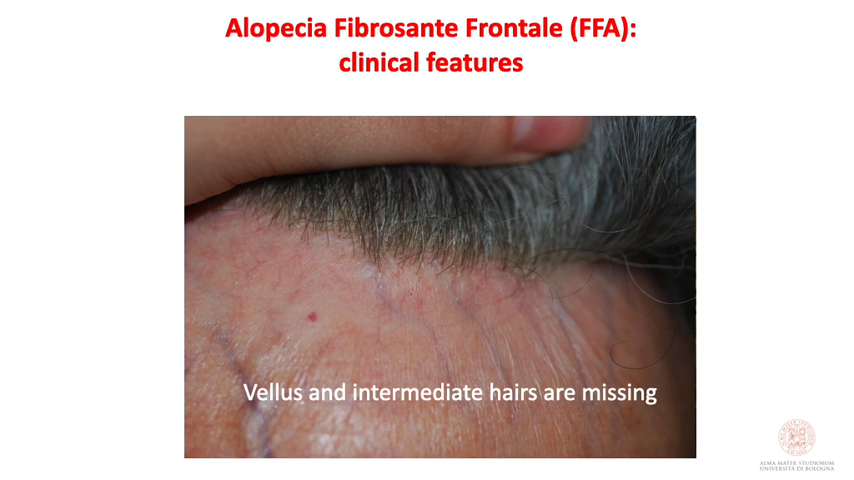 Alopecia Fibrosante Frontale (FFA):
clinical features
Vellus and intermediate hairs are missing
ALMA MATER STUDIORUM
UNIVERSITÀ DI BOLOGNA